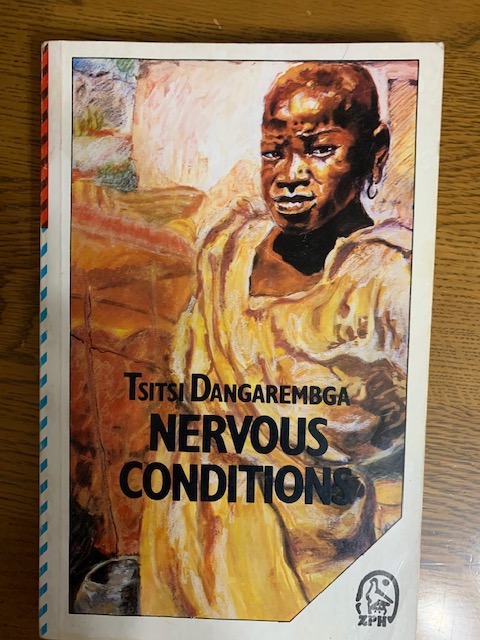 TSITSI DANGAREMBGA
NERVOUS
CONDITIONS
ZPH